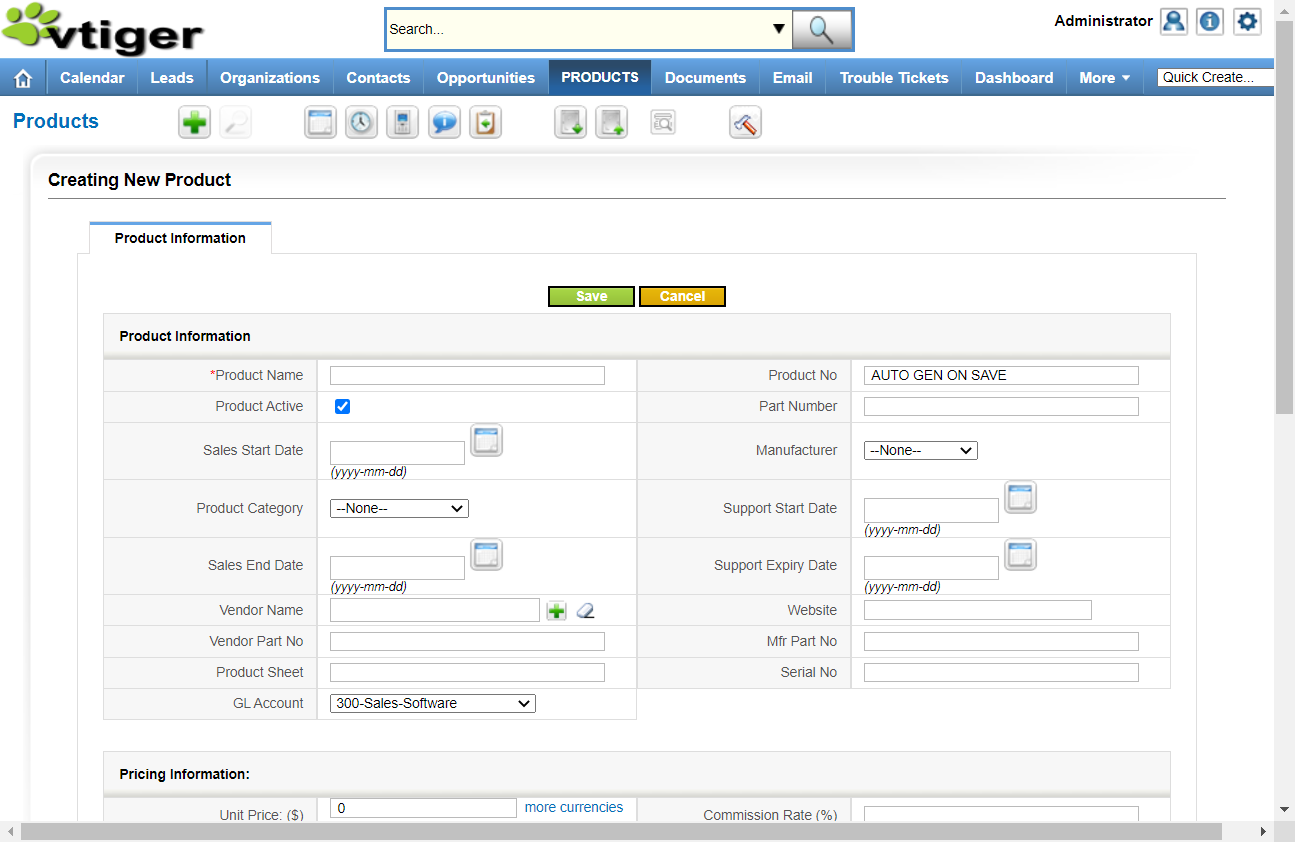 vtiger
Search...
Administrator
Calendar Leads Organizations Contacts Opportunities PRODUCTS Documents Email Trouble Tickets Dashboard More Quick Create...
Products
Creating New Product
Product Information
Save Cancel
Product Information
*Product Name Product No AUTO GEN ON SAVE
Product Active Part Number
Sales Start Date Manufacturer --None--
(yyyy-mm-dd)
Product Category --None-- Support Start Date
(yyyy-mm-dd)
Sales End Date Support Expiry Date
(yyyy-mm-dd) (yyyy-mm-dd)
Vendor Name Website
Vendor Part No Mfr Part No
Product Sheet Serial No
GL Account 300-Sales-Software
Pricing Information:
Unit Price: ($) 0 more currencies Commission Rate (%)